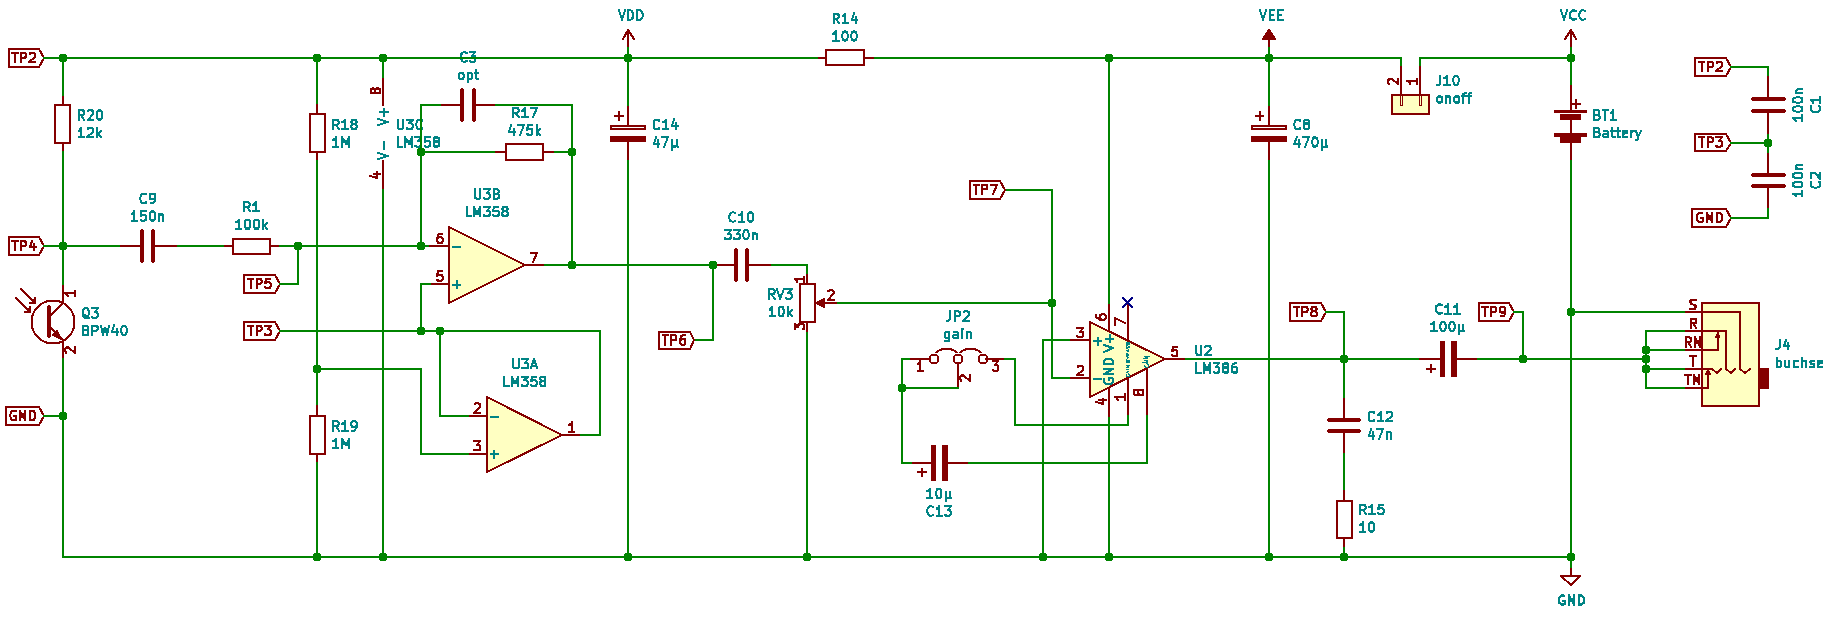 VDD
R14
100
VEE
VCC
TP2
C3
opt
2
1
J10
onoff
TP2
100n
C1
R20
12k
R18
1M
8
V+
V-
4
U3C
LM358
R17
475k
C14
47µ
C8
470µ
BT1
Battery
TP3
100n
C2
GND
C9
150n
R1
100k
U3B
LM358
TP7
C10
330n
TP4
6
5
7
TP5
RV3
10k
1
2
3
TP3
TP6
Q3
BPW40
1
2
JP2
gain
1
2
3
6
7
3
2
V+
GND
4
1
8
5
U2
LM386
TP8
C11
100µ
TP9
S
R
RN
T
TN
J4
buchse
U3A
LM358
2
3
1
GND
R19
1M
10µ
C13
C12
47n
R15
10
GND